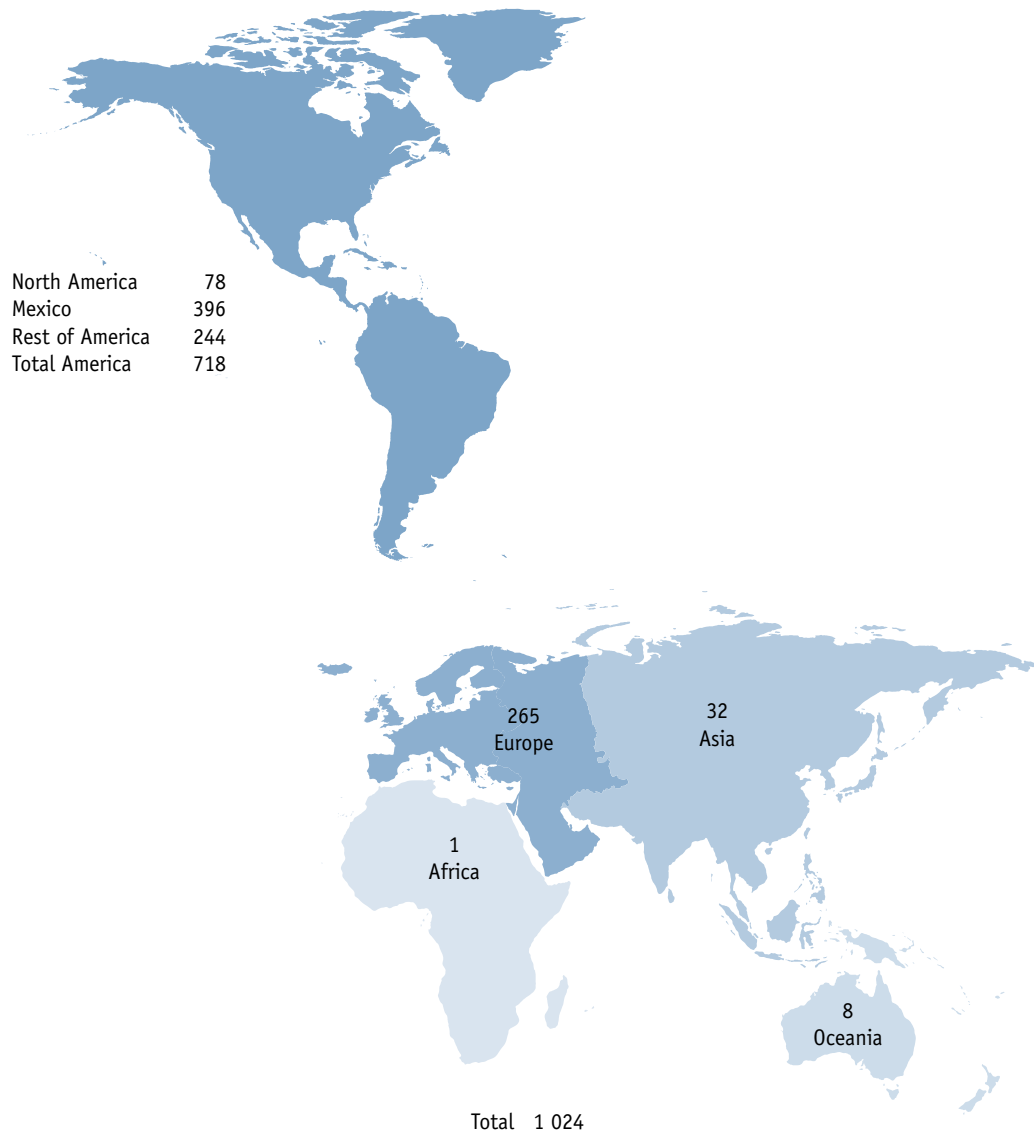 North America 78
Mexico 396
Rest of America 244
Total America 718
265
Europe
32
Asia
1
Africa
8
Oceania
Total 1 024